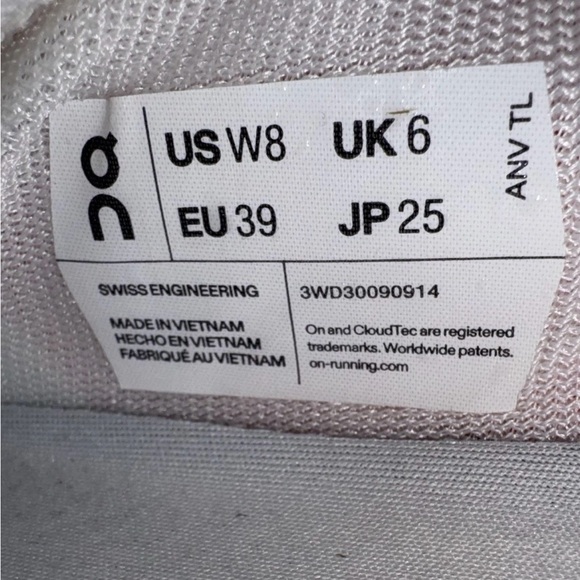 On
US W8 UK 6
EU 39 JP 25
ANV TL
SWISS ENGINEERING
MADE IN VIETNAM
HECHO EN VIETNAM
FABRIQUÉ AU VIETNAM
3WD30090914
On and CloudTec are registered
trademarks. Worldwide patents.
on-running.com